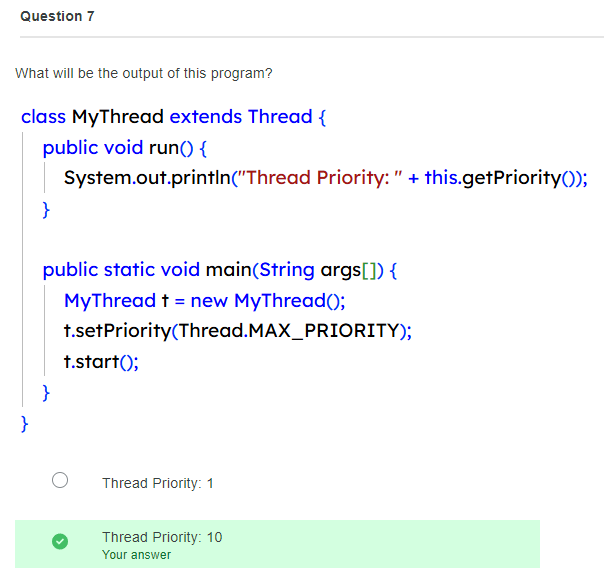 Question 7
What will be the output of this program?
class MyThread extends Thread {
public void run() {
System.out.println("Thread Priority: " + this.getPriority());
}
public static void main(String args[]) {
MyThread t = new MyThread();
t.setPriority(Thread.MAX_PRIORITY);
t.start();
}
}
Thread Priority: 1
Thread Priority: 10
Your answer